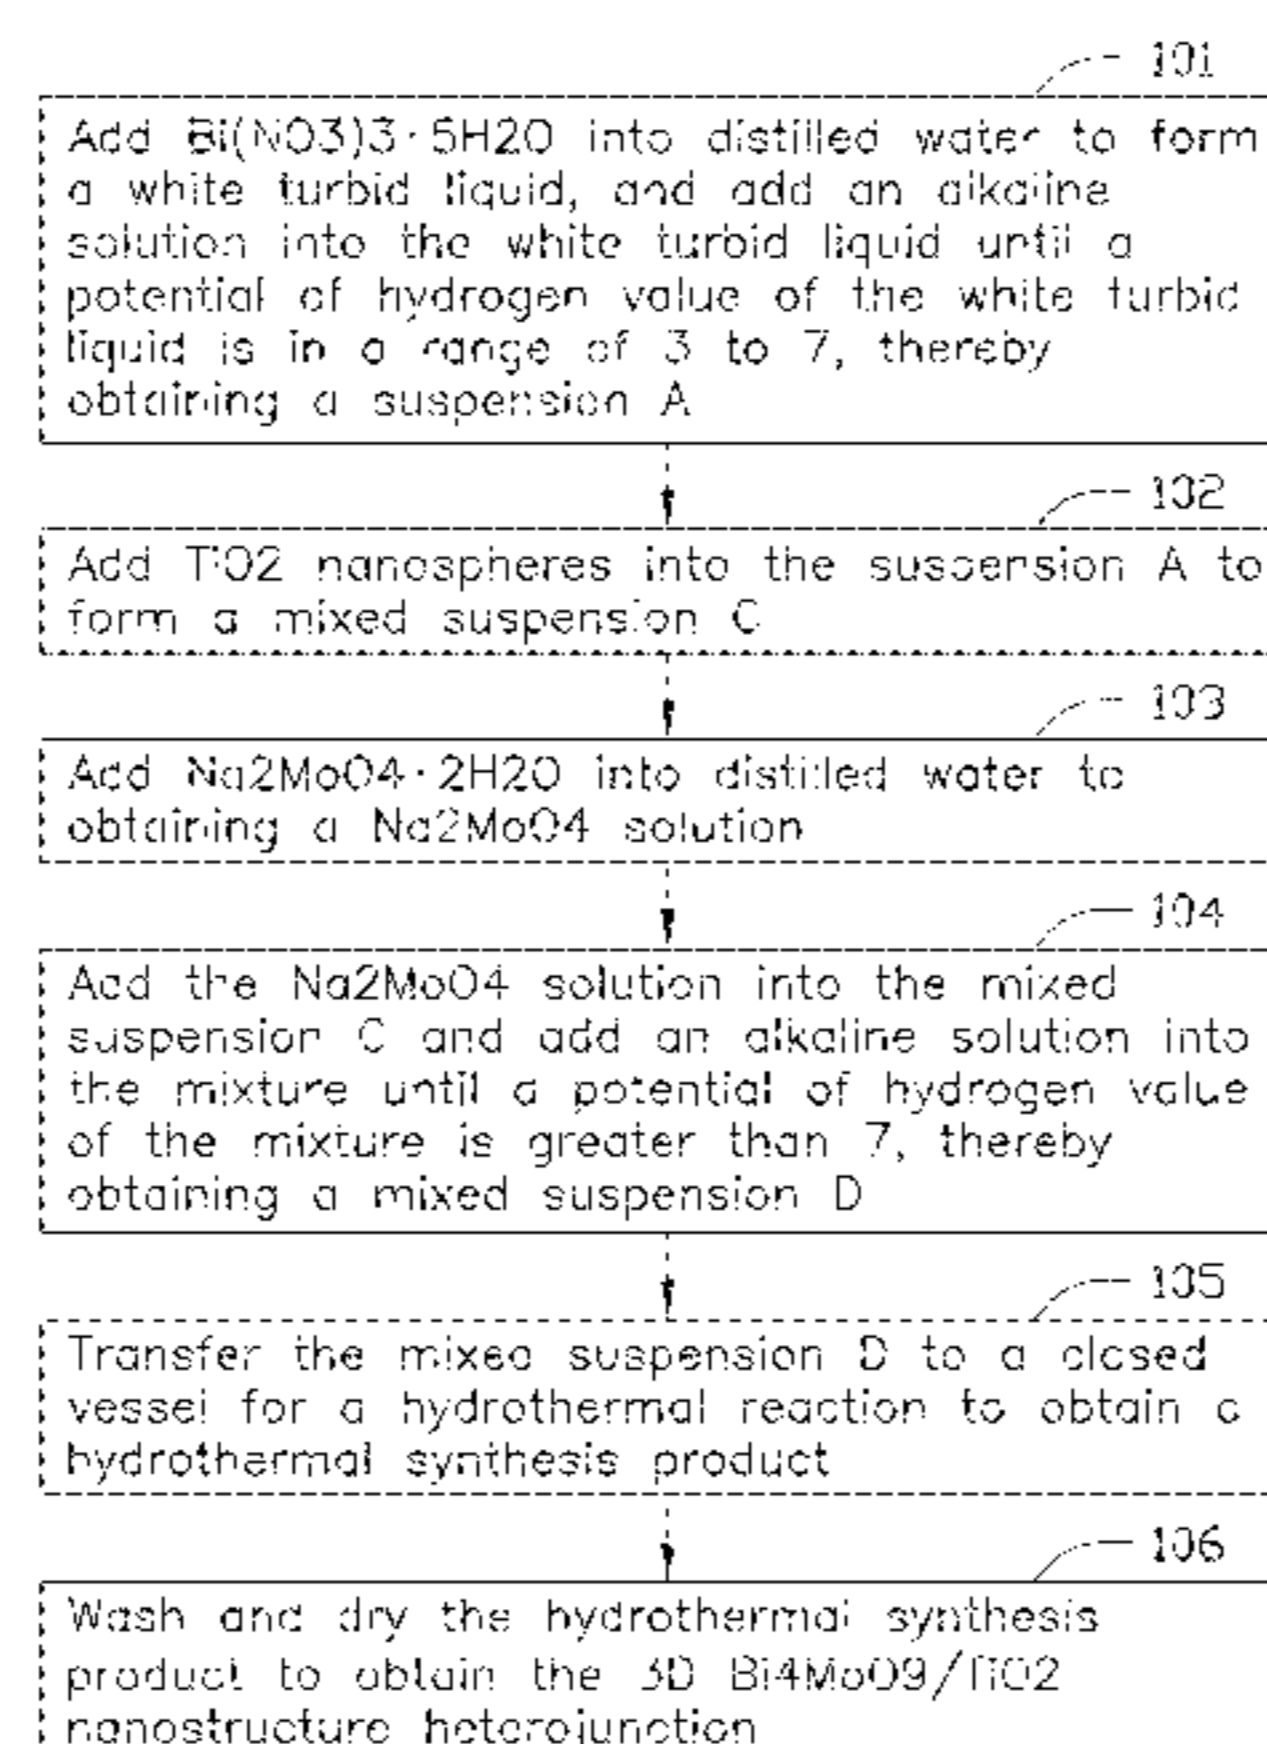 101
Add Bi(NO3)3·5H2O into distilled water to form
a white turbid liquid, and add an alkaline
solution into the white turbid liquid until a
potential of hydrogen value of the white turbid
liquid is in a range of 3 to 7, thereby
obtaining a suspension A
102
Add TiO2 nanospheres into the suspension A to
form a mixed suspension C
103
Add Na2MoO4·2H2O into distilled water to
obtaining a Na2MoO4 solution
104
Add the Na2MoO4 solution into the mixed
suspension C and add an alkaline solution into
the mixture until a potential of hydrogen value
of the mixture is greater than 7, thereby
obtaining a mixed suspension D
105
Transfer the mixed suspension D to a closed
vessel for a hydrothermal reaction to obtain a
hydrothermal synthesis product
106
Wash and dry the hydrothermal synthesis
product to obtain the 3D Bi4MoO9/TiO2
nanostructure heterojunction